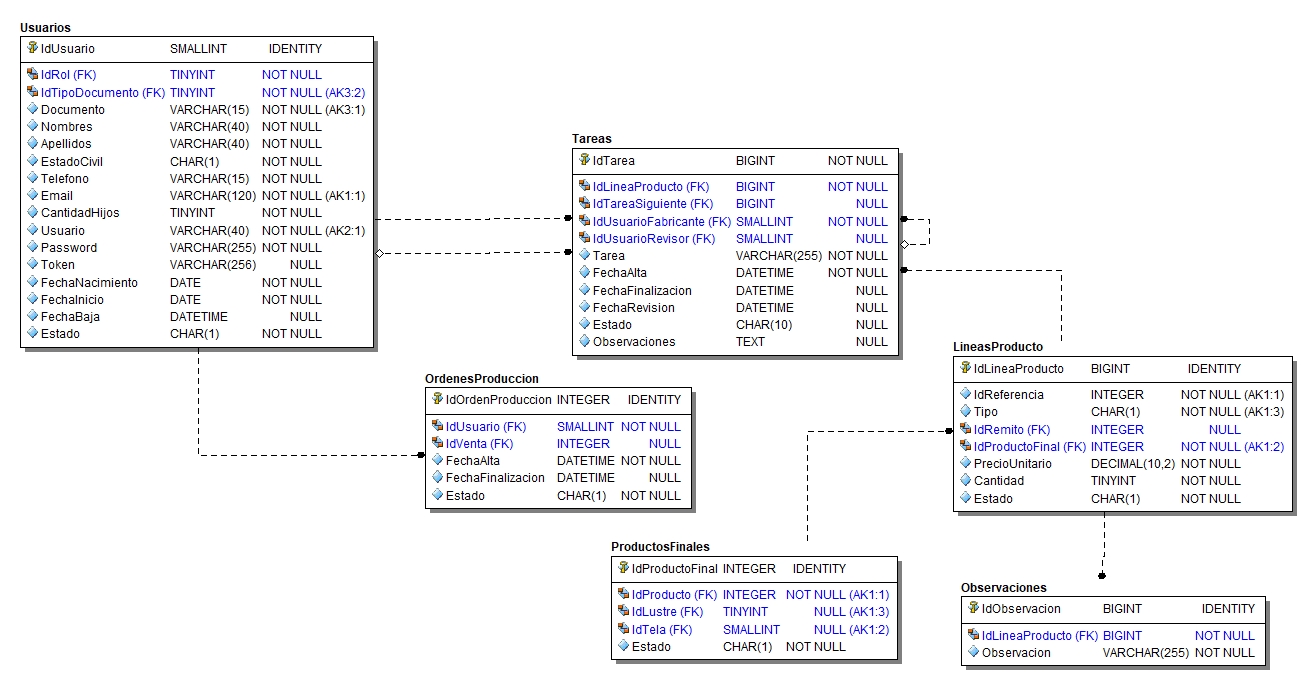 Usuarios
IdUsuario SMALLINT IDENTITY
IdRol (FK) TINYINT NOT NULL
IdTipoDocumento (FK) TINYINT NOT NULL (AK3:2)
Documento VARCHAR(15) NOT NULL (AK3:1)
Nombres VARCHAR(40) NOT NULL
Apellidos VARCHAR(40) NOT NULL
EstadoCivil CHAR(1) NOT NULL
Telefono VARCHAR(15) NOT NULL
Email VARCHAR(120) NOT NULL (AK1:1)
CantidadHijos TINYINT NOT NULL
Usuario VARCHAR(40) NOT NULL (AK2:1)
Password VARCHAR(255) NOT NULL
Token VARCHAR(256) NULL
FechaNacimiento DATE NOT NULL
FechaInicio DATE NOT NULL
FechaBaja DATETIME NULL
Estado CHAR(1) NOT NULL
Tareas
IdTarea BIGINT NOT NULL
IdLineaProducto (FK) BIGINT NOT NULL
IdTareaSiguiente (FK) BIGINT NULL
IdUsuarioFabricante (FK) SMALLINT NOT NULL
IdUsuarioRevisor (FK) SMALLINT NULL
Tarea VARCHAR(255) NOT NULL
FechaAlta DATETIME NOT NULL
FechaFinalizacion DATETIME NULL
FechaRevision DATETIME NULL
Estado CHAR(10) NULL
Observaciones TEXT NULL
OrdenesProduccion
IdOrdenProduccion INTEGER IDENTITY
IdUsuario (FK) SMALLINT NOT NULL
IdVenta (FK) INTEGER NULL
FechaAlta DATETIME NOT NULL
FechaFinalizacion DATETIME NULL
Estado CHAR(1) NOT NULL
LineasProducto
IdLineaProducto BIGINT IDENTITY
IdReferencia INTEGER NOT NULL (AK1:1)
Tipo CHAR(1) NOT NULL (AK1:3)
IdRemito (FK) INTEGER NULL
IdProductoFinal (FK) INTEGER NOT NULL (AK1:2)
PrecioUnitario DECIMAL(10,2) NOT NULL
Cantidad TINYINT NOT NULL
Estado CHAR(1) NOT NULL
ProductosFinales
IdProductoFinal INTEGER IDENTITY
IdProducto (FK) INTEGER NOT NULL (AK1:1)
IdLustre (FK) TINYINT NULL (AK1:3)
IdTela (FK) SMALLINT NULL (AK1:2)
Estado CHAR(1) NOT NULL
Observaciones
IdObservacion BIGINT IDENTITY
IdLineaProducto (FK) BIGINT NOT NULL
Observacion VARCHAR(255) NOT NULL